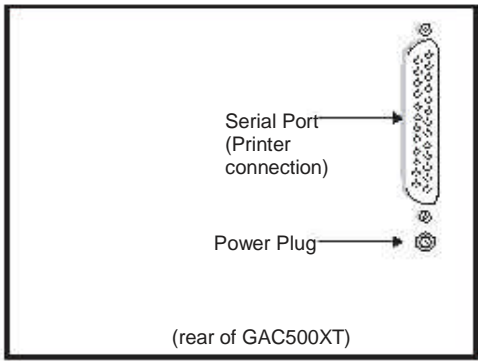 Serial Port
(Printer
connection)
Power Plug
(rear of GAC500XT)